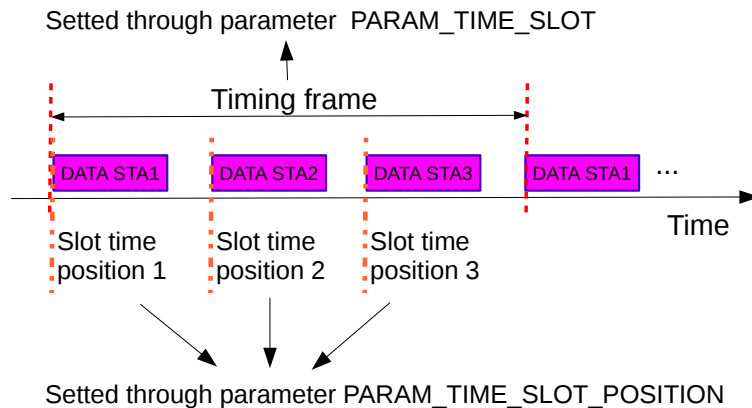 Setted through parameter PARAM_TIME_SLOT
Timing frame
DATA STA1 DATA STA2 DATA STA3 DATA STA1 ...
Time
Slot time position 1
Slot time position 2
Slot time position 3
Setted through parameter PARAM_TIME_SLOT_POSITION